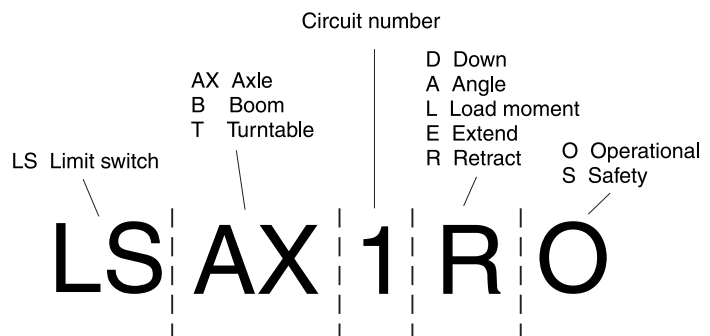 Circuit number
AX Axle
B Boom
T Turntable
D Down
A Angle
L Load moment
E Extend
R Retract
LS Limit switch
O Operational
S Safety
LS AX 1 R O